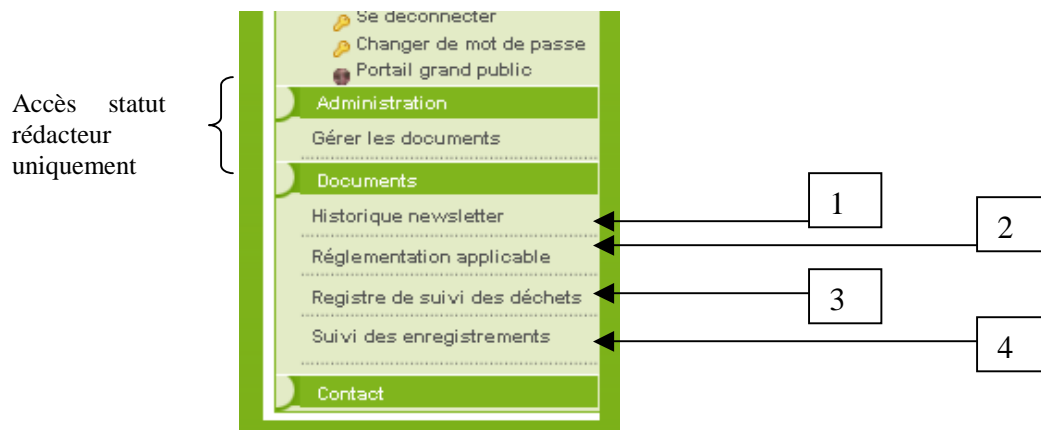 Se déconnecter
Changer de mot de passe
Portail grand public
Accès statut
rédacteur
uniquement
Administration
Gérer les documents
Documents
Historique newsletter
1
2
Réglementation applicable
Registre de suivi des déchets
3
Suivi des enregistrements
4
Contact